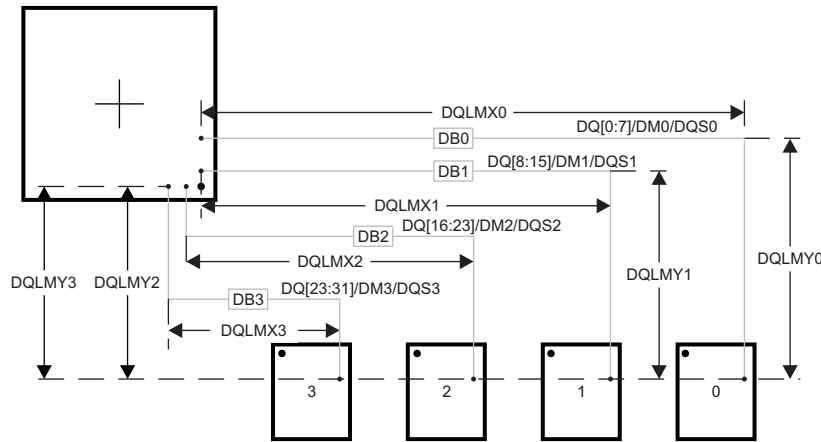 DQLMX0
DQ[0:7]/DM0/DQS0
DB0
DQ[8:15]/DM1/DQS1
DB1
DQLMX1
DQ[16:23]/DM2/DQS2
DB2
DQLMX2
DQLMY0
DQLMY1
DQLMY3
DQLMY2
DQ[23:31]/DM3/DQS3
DB3
DQLMX3
3
2
1
0